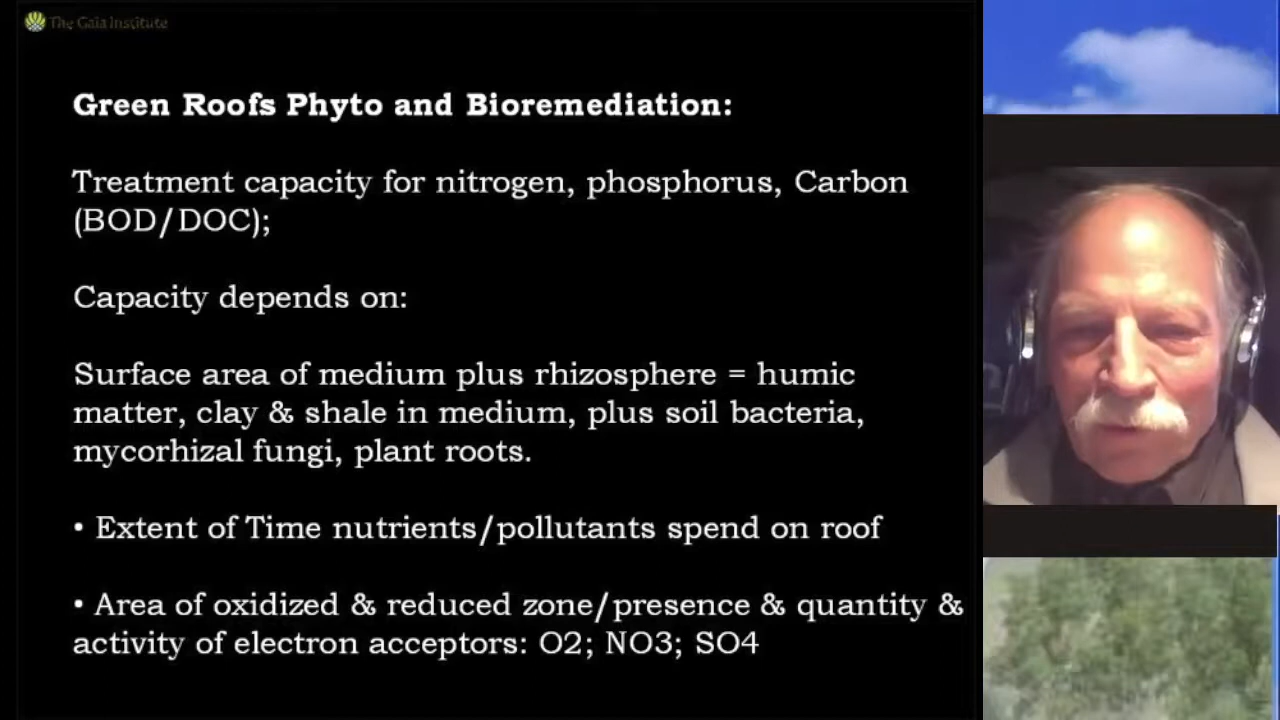 The Gaia Institute
Green Roofs Phyto and Bioremediation:
Treatment capacity for nitrogen, phosphorus, Carbon
(BOD/DOC);
Capacity depends on:
Surface area of medium plus rhizosphere = humic
matter, clay & shale in medium, plus soil bacteria,
mycorhizal fungi, plant roots.
• Extent of Time nutrients/pollutants spend on roof
• Area of oxidized & reduced zone/presence & quantity &
activity of electron acceptors: O2; NO3; SO4